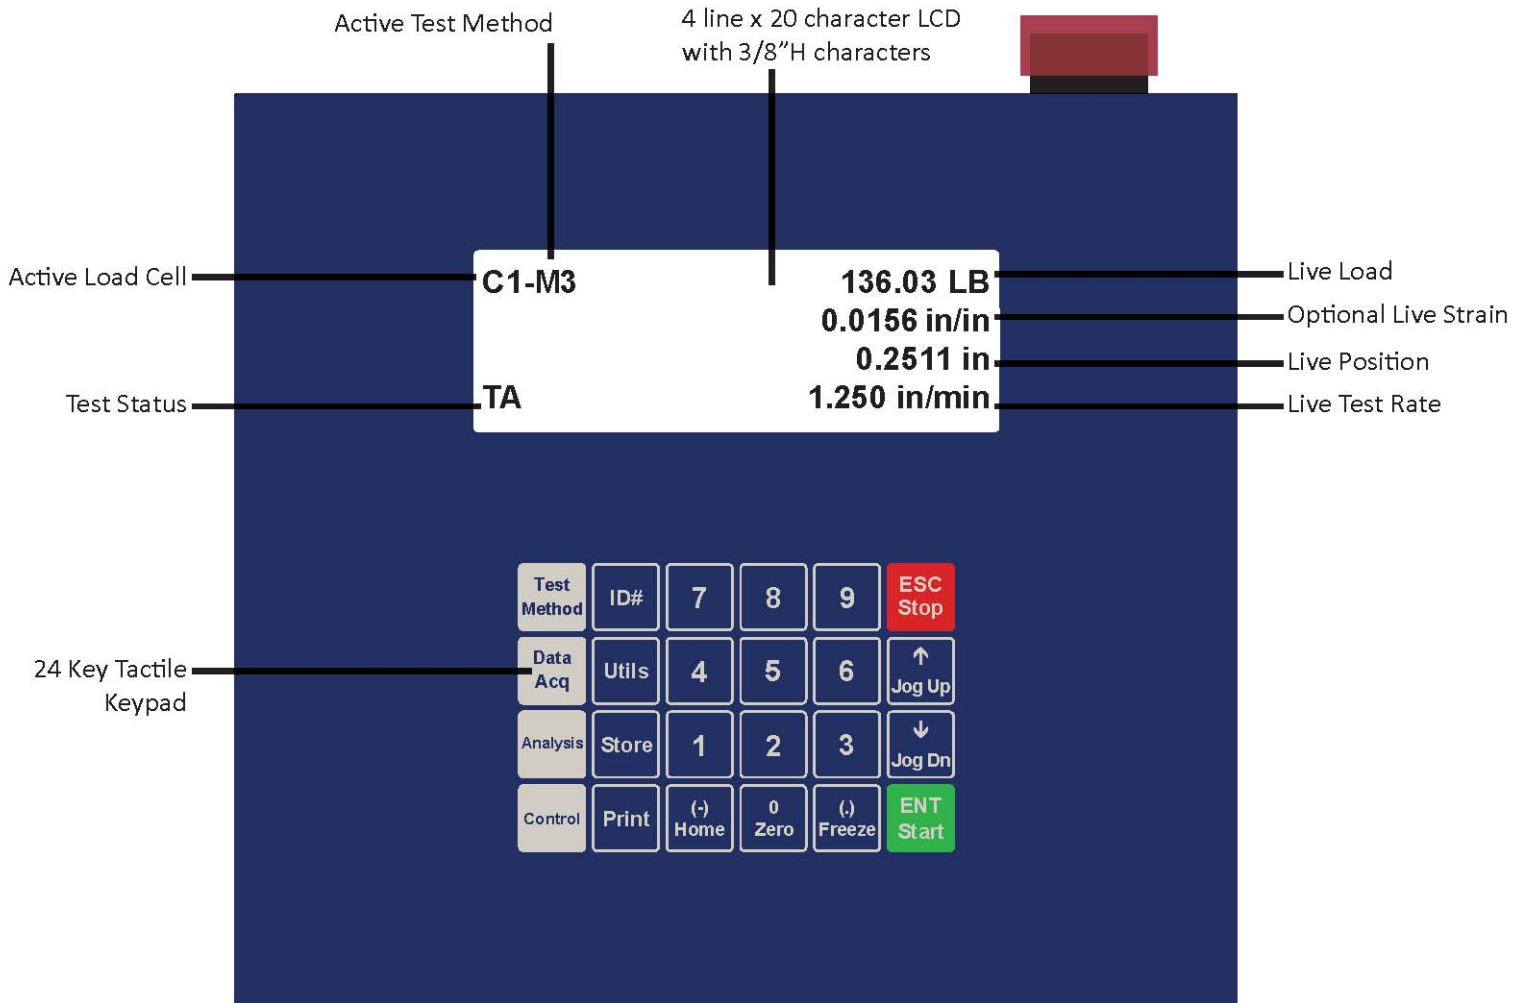 Active Test Method
4 line x 20 character LCD
with 3/8”H characters
Active Load Cell
C1-M3
136.03 LB
Live Load
0.0156 in/in
Optional Live Strain
0.2511 in
Live Position
Test Status
TA
1.250 in/min
Live Test Rate
24 Key Tactile
Keypad
Test
Method
ID#
7
8
9
ESC
Stop
Data
Acq
Utils
4
5
6
↑
Jog Up
Analysis
Store
1
2
3
↓
Jog Dn
Control
Print
(-)
Home
0
Zero
(.)
Freeze
ENT
Start